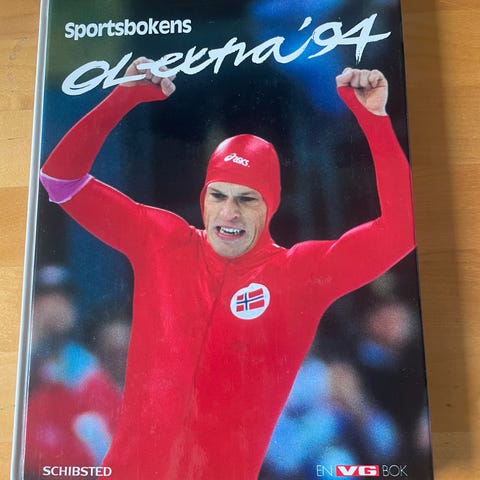 Sportsbokens
OL-extra '94
asics
SCHIBSTED
EN VG BOK